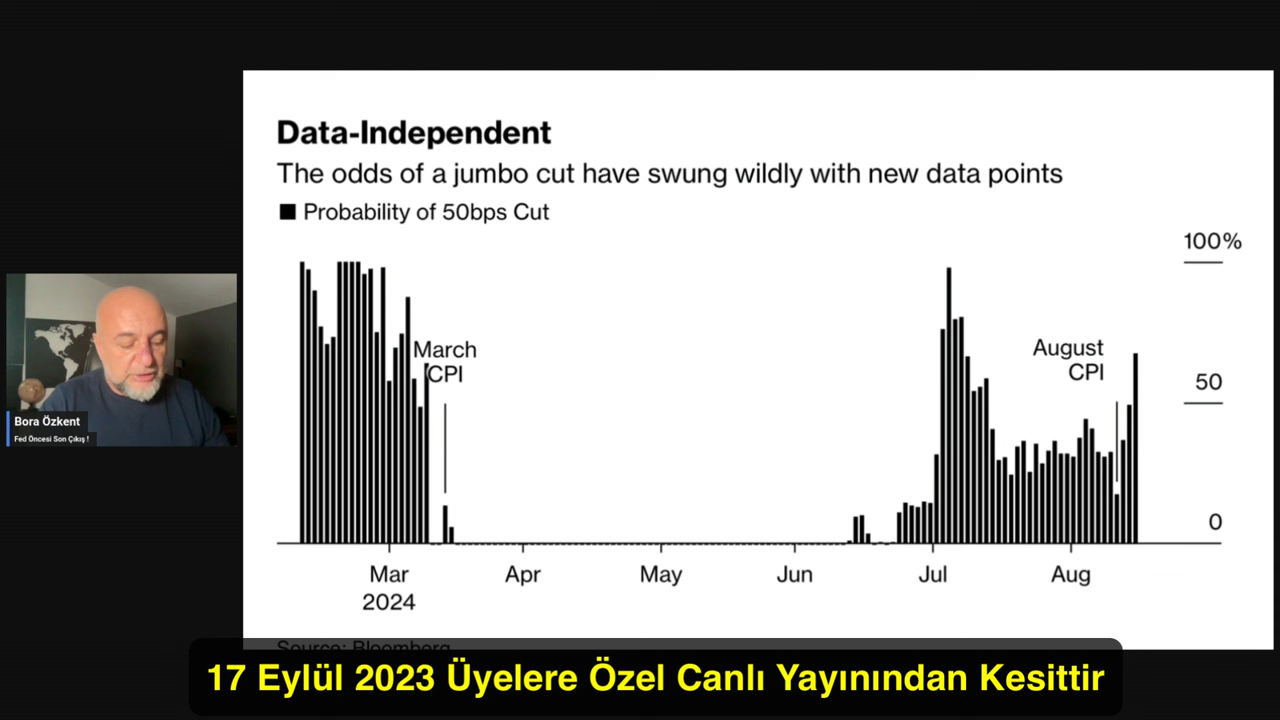 Data-Independent
The odds of a jumbo cut have swung wildly with new data points
Probability of 50bps Cut
100%
March
CPI
August
CPI
50
0
Mar
Apr
May
Jun
Jul
Aug
2024
Source: Bloomberg
Bora Özkent
Fed Öncesi Son Çıkış !
17 Eylül 2023 Üyelere Özel Canlı Yayınından Kesittir